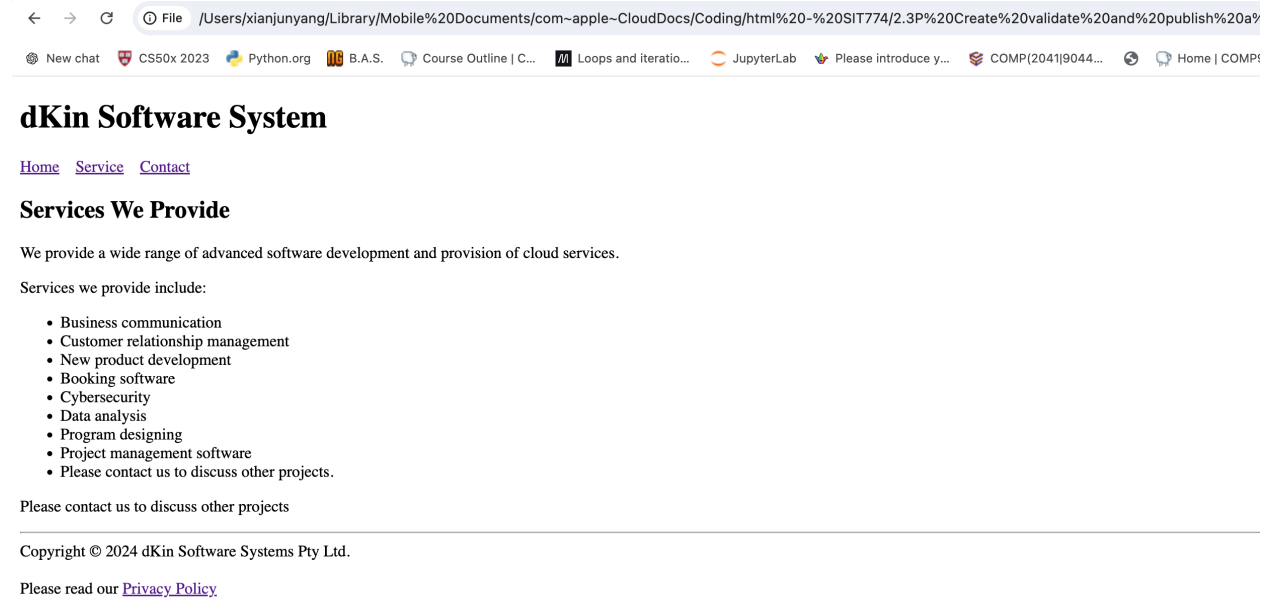 File /Users/xianjunyang/Library/Mobile%20Documents/com~apple~CloudDocs/Coding/html%20-%20SIT774/2.3P%20Create%20validate%20and%20publish%20a%
New chat CS50x 2023 Python.org B.A.S. Course Outline | C... Loops and iteratio... JupyterLab Please introduce y... COMP(2041|9044... Home | COMP9
dKin Software System
Home Service Contact
Services We Provide
We provide a wide range of advanced software development and provision of cloud services.
Services we provide include:
• Business communication
• Customer relationship management
• New product development
• Booking software
• Cybersecurity
• Data analysis
• Program designing
• Project management software
• Please contact us to discuss other projects.
Please contact us to discuss other projects
Copyright © 2024 dKin Software Systems Pty Ltd.
Please read our Privacy Policy